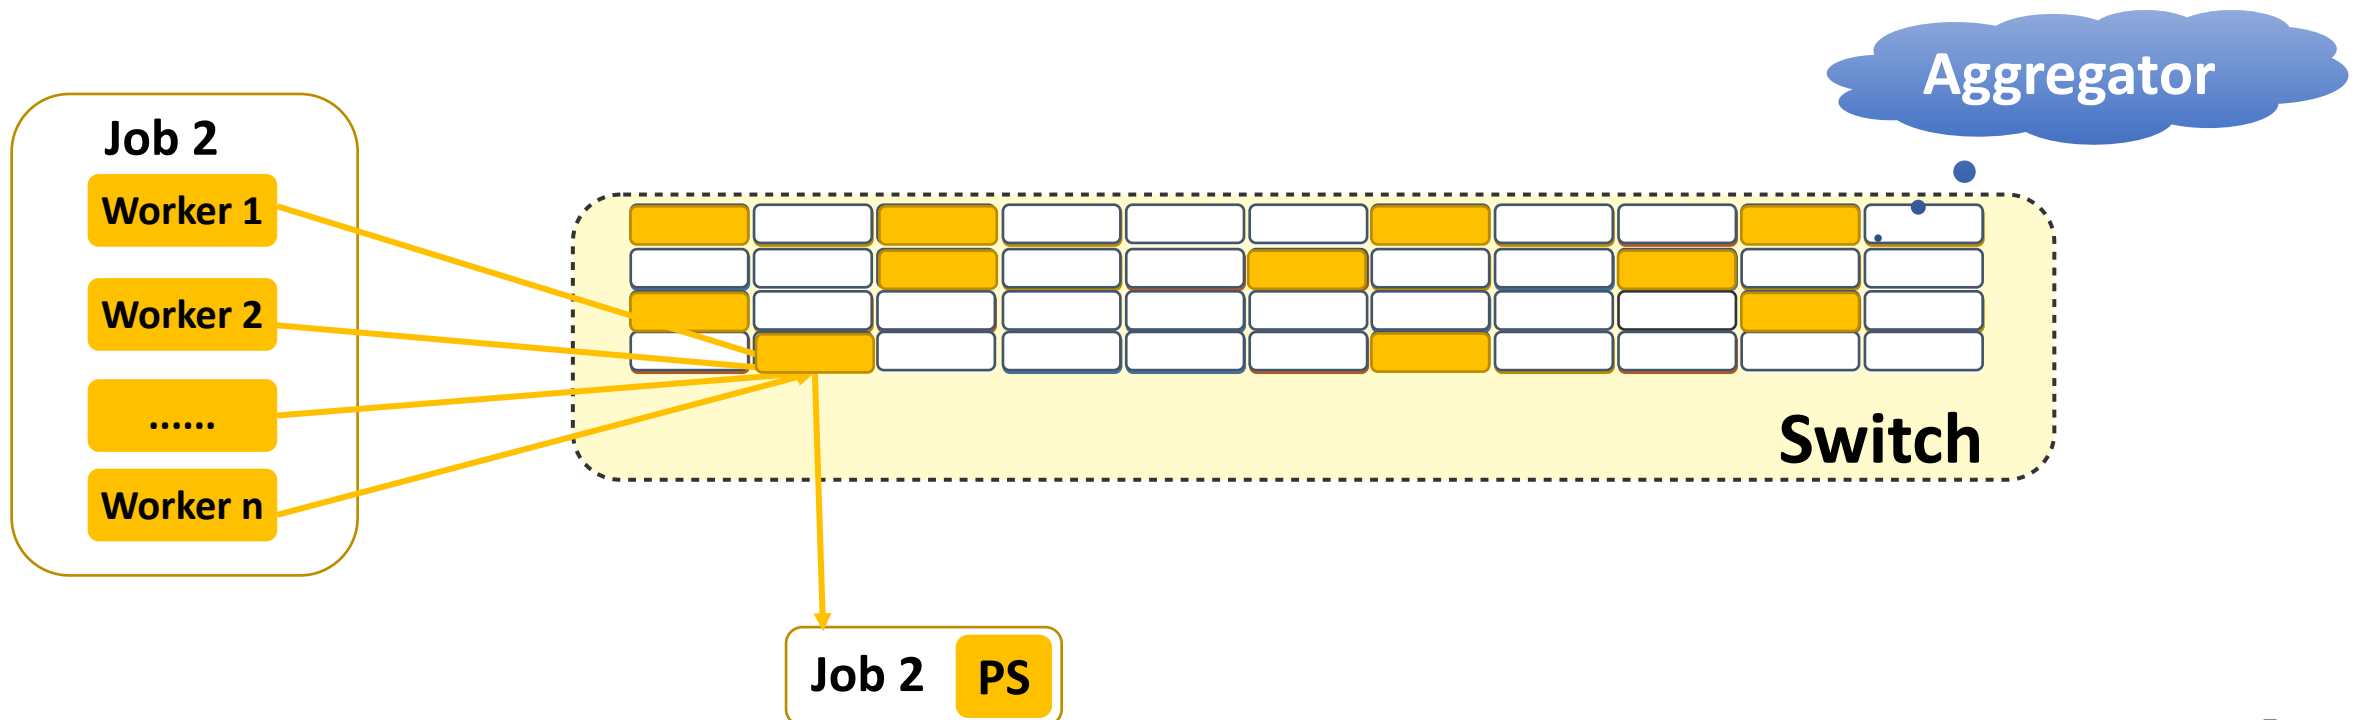 Aggregator
Job 2
Worker 1
Worker 2
......
Worker n
Switch
Job 2 PS